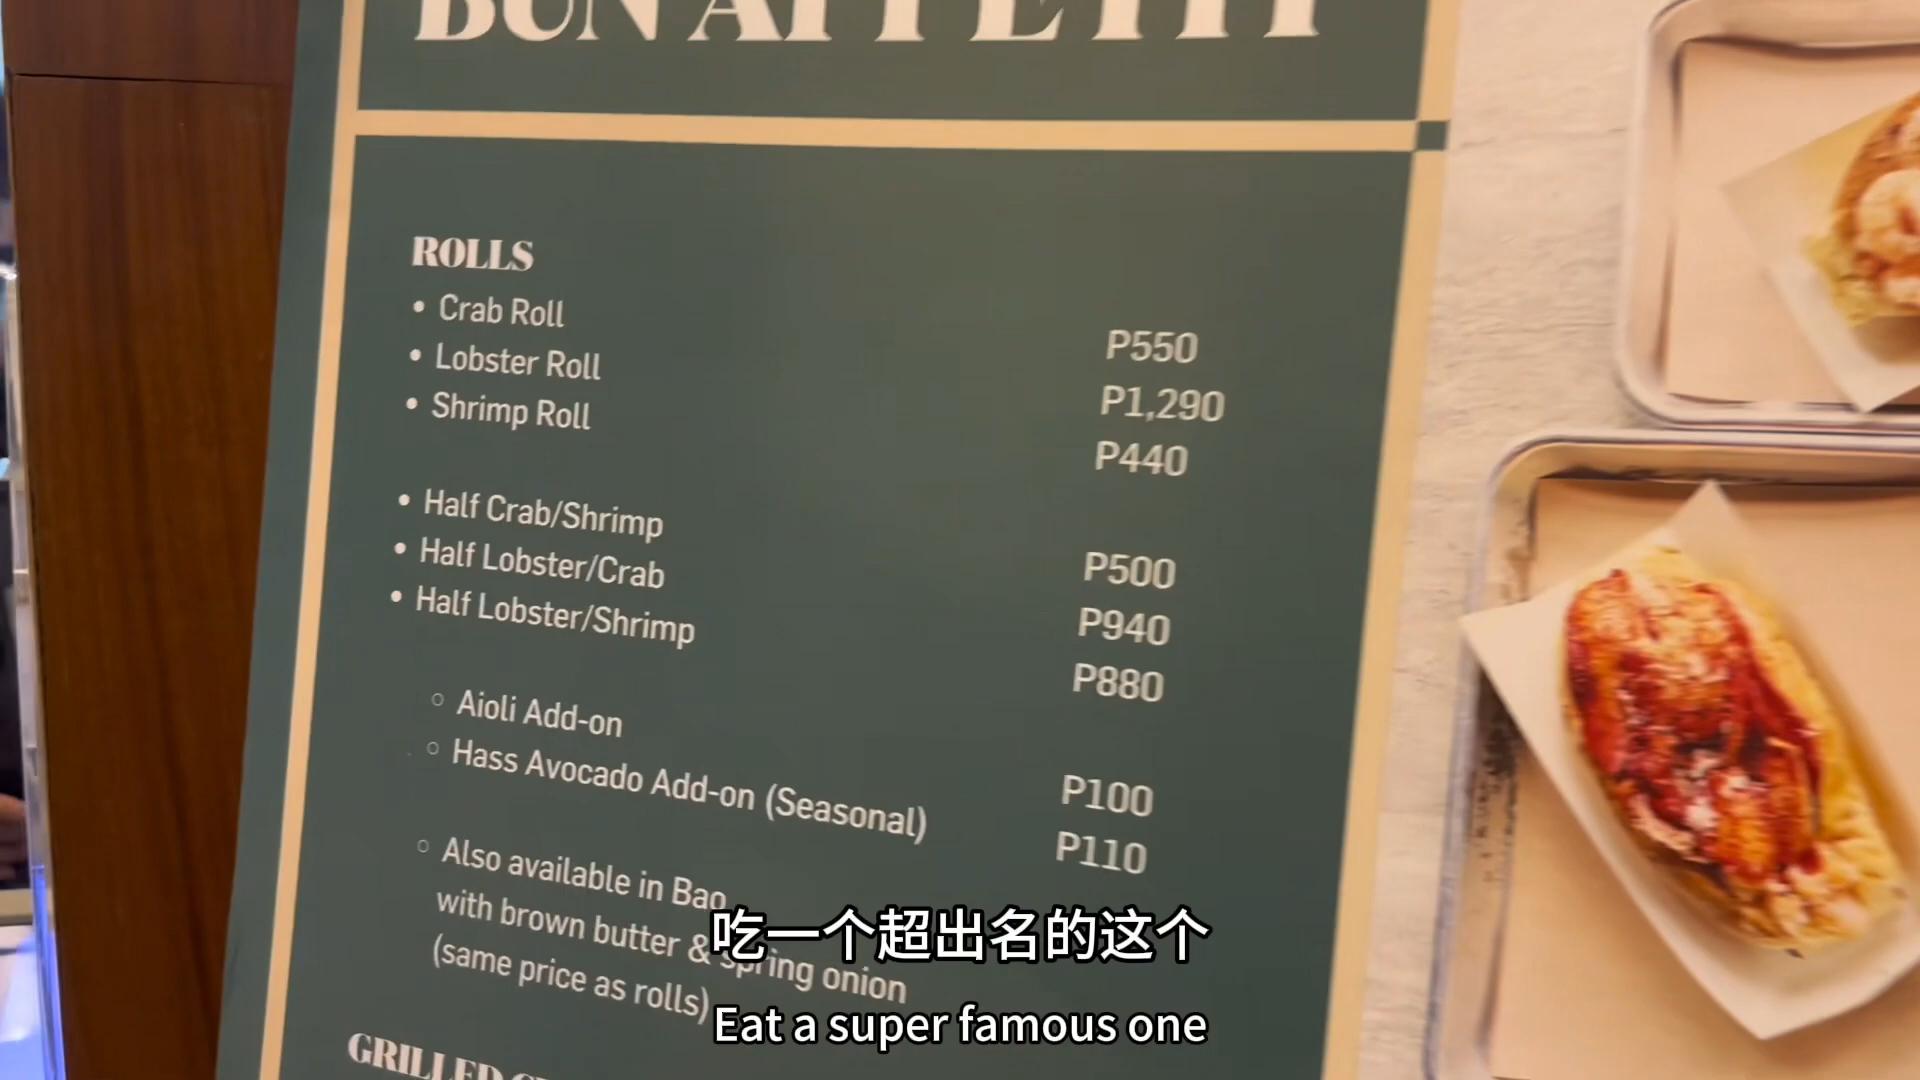 BUN APPETIT
ROLLS
• Crab Roll P550
• Lobster Roll P1,290
• Shrimp Roll P440
• Half Crab/Shrimp P500
• Half Lobster/Crab P940
• Half Lobster/Shrimp P880
○ Aioli Add-on P100
○ Hass Avocado Add-on (Seasonal) P110
○ Also available in Bao
with brown butter & spring onion
(same price as rolls)
吃一个超出名的这个
Eat a super famous one
GRILLED